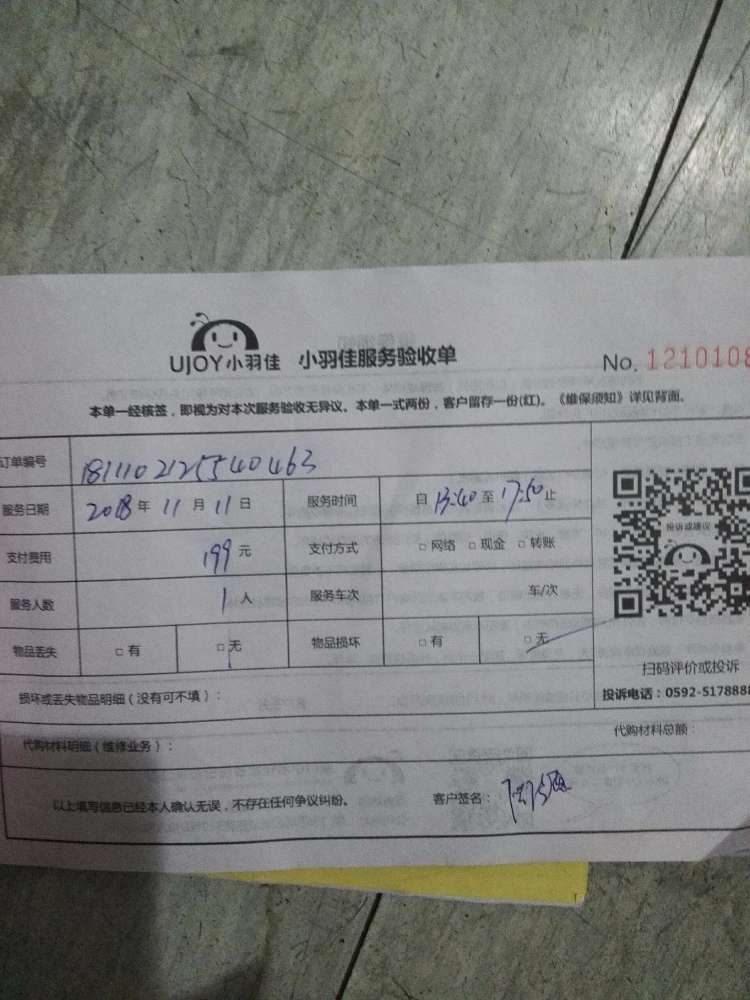 UJOY小羽佳 小羽佳服务验收单 No. 1210108
本单一经核签，即视为对本次服务验收无异议。本单一式两份，客户留存一份(红)。《维保须知》详见背面。
订单编号 181110212554 0463
服务日期 2018年 11月 11日 服务时间 自 13:40 至 17:50 止
投诉或建议
支付费用 199元 支付方式 □ 网络 □ 现金 □ 转账
服务人数 1人 服务车次 车/次
物品丢失 □ 有 □ 无 物品损坏 □ 有 □ 无
扫码评价或投诉
损坏或丢失物品明细（没有可不填）：
投诉电话：0592-5178888
代购材料明细（维修业务）：
代购材料总额：
以上填写信息已经本人确认无误，不存在任何争议纠纷。 客户签名：